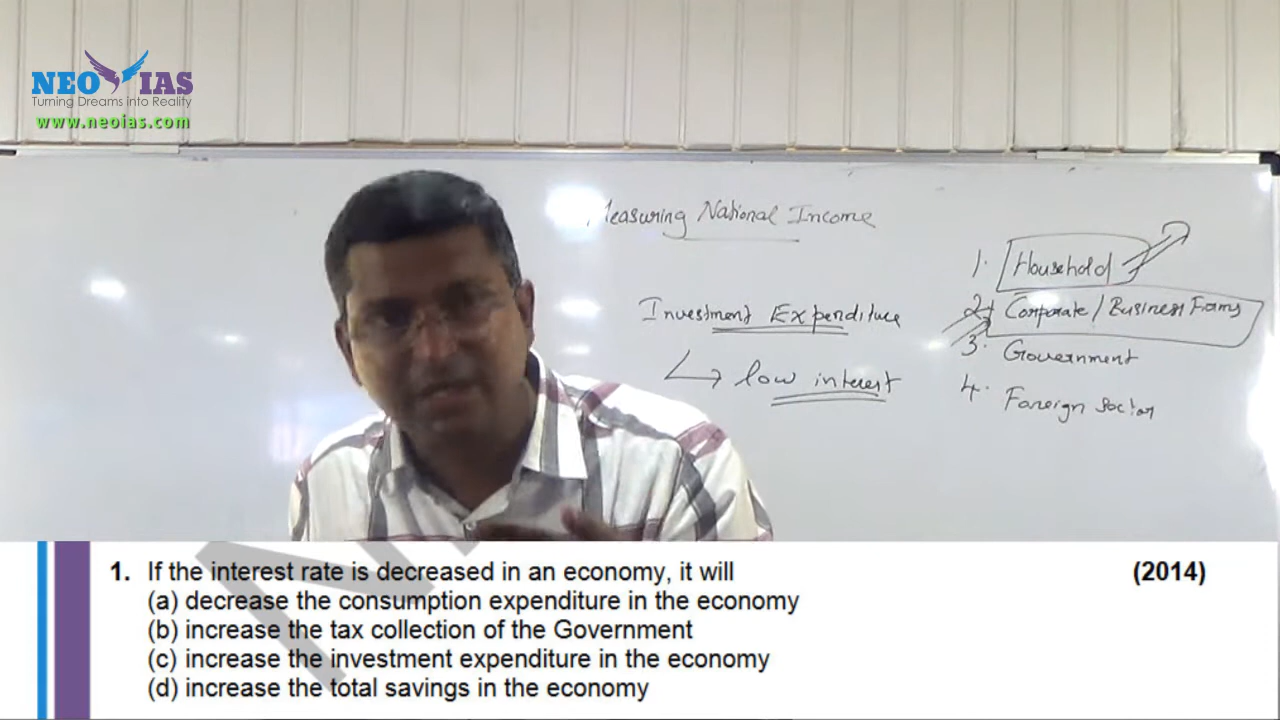 NEO IAS
Turning Dreams into Reality
www.neoias.com
Measuring National Income
Investment Expenditure
low interest
1. Household
2. Corporate / Business Firms
3. Government
4. Foreign Sector
1. If the interest rate is decreased in an economy, it will (2014)
(a) decrease the consumption expenditure in the economy
(b) increase the tax collection of the Government
(c) increase the investment expenditure in the economy
(d) increase the total savings in the economy